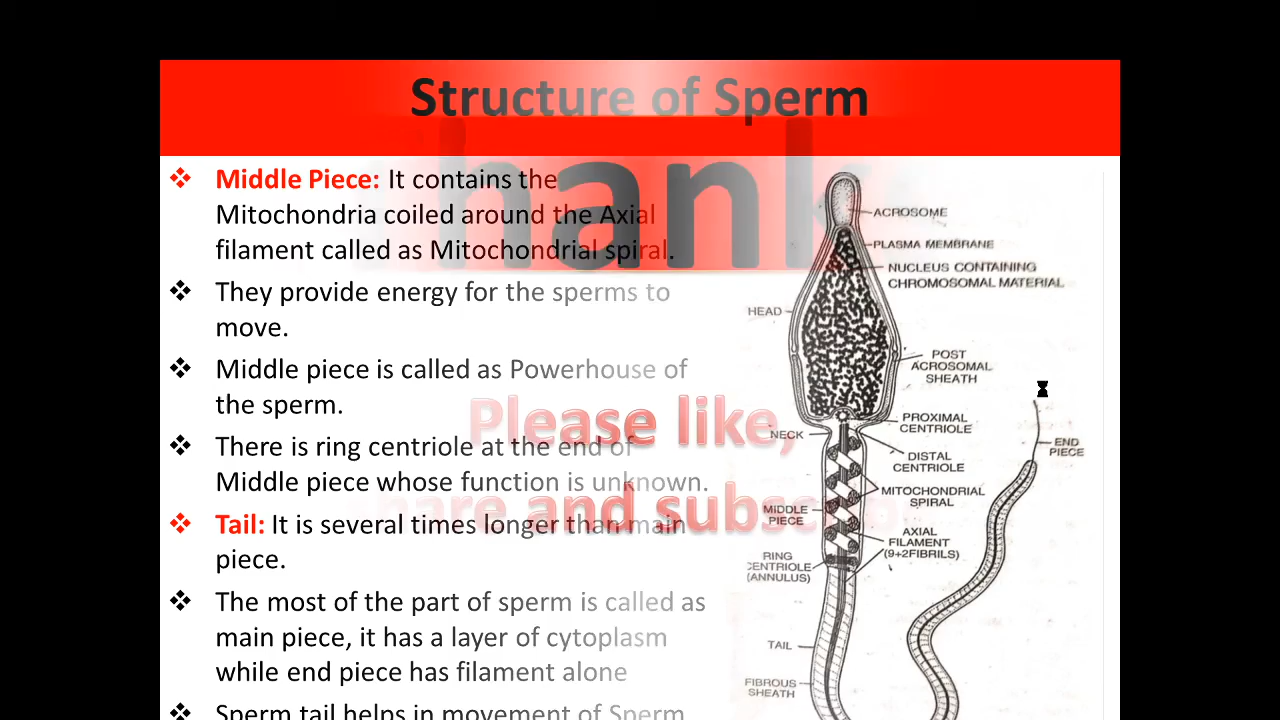 Structure of Sperm
hank
❖ Middle Piece: It contains the
Mitochondria coiled around the Axial
filament called as Mitochondrial spiral.
❖ They provide energy for the sperms to
move.
❖ Middle piece is called as Powerhouse of
the sperm.
❖ There is ring centriole at the end of
Middle piece whose function is unknown.
❖ Tail: It is several times longer than main
piece.
❖ The most of the part of sperm is called as
main piece, it has a layer of cytoplasm
while end piece has filament alone
❖ Sperm tail helps in movement of Sperm
Please like,
are and subscr
ACROSOME
PLASMA MEMBRANE
NUCLEUS CONTAINING
CHROMOSOMAL MATERIAL
HEAD
POST
ACROSOMAL
SHEATH
PROXIMAL
CENTRIOLE
NECK
END
PIECE
DISTAL
CENTRIOLE
MITOCHONDRIAL
SPIRAL
MIDDLE
PIECE
AXIAL
FILAMENT
(9+2FIBRILS)
RING
CENTRIOLE
(ANNULUS)
TAIL
FIBROUS
SHEATH